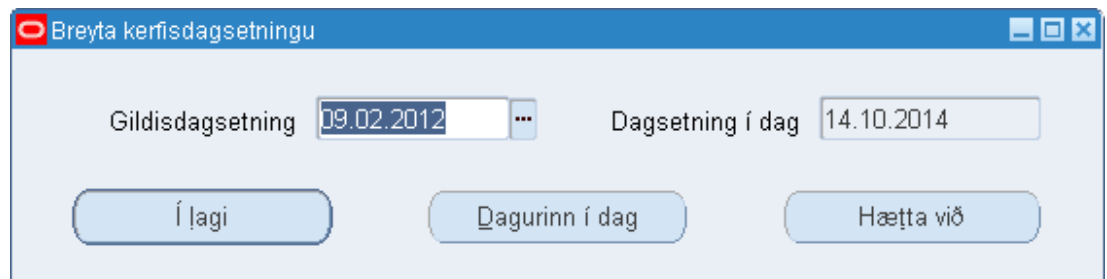 Breyta kerfisdagsetningu
Gildisdagsetning 09.02.2012 ... Dagsetning í dag 14.10.2014
Í lagi Dagurinn í dag Hætta við